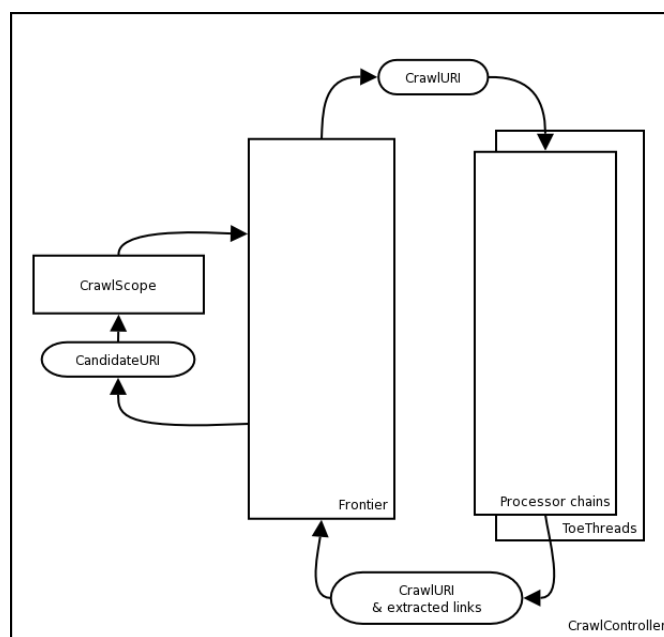 CrawlURI
CrawlScope
CandidateURI
Frontier
Processor chains
ToeThreads
CrawlURI
& extracted links
CrawlController